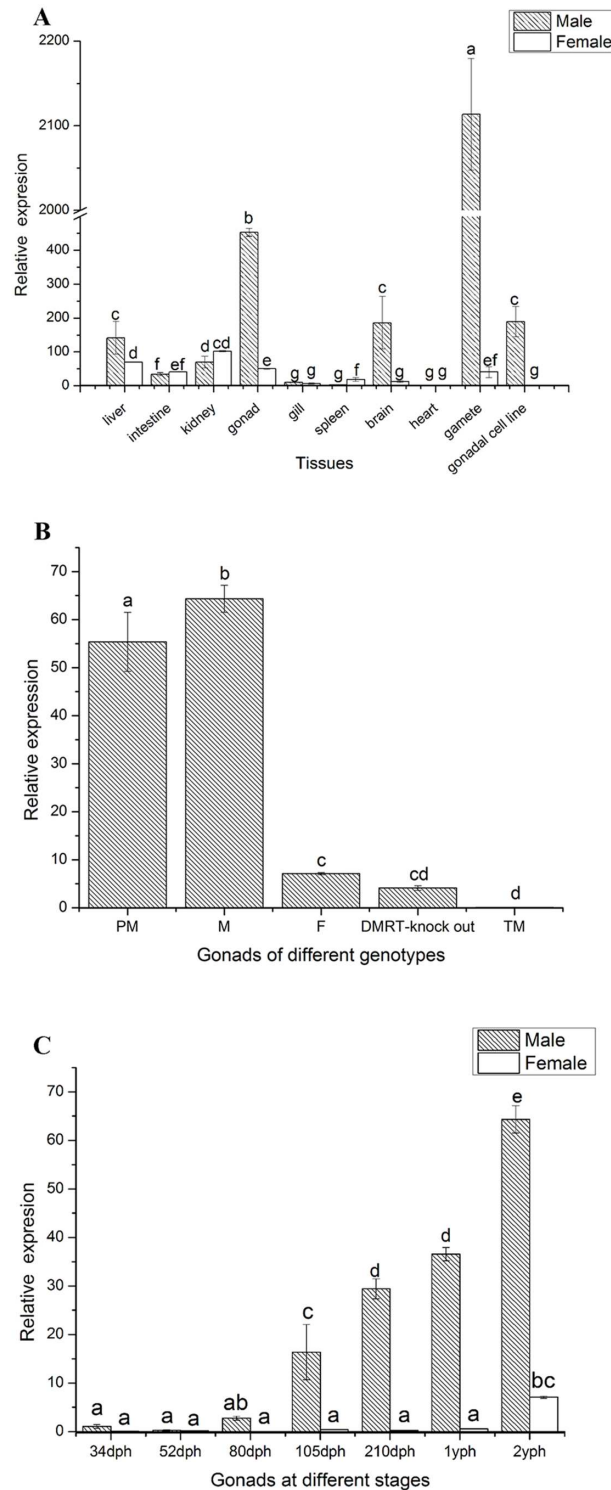 A
Male
Female
2200
2100
2000
400
300
200
100
0
Relative expresion
a
b
c
d
f
ef
d
cd
e
g
g
g
f
c
g
g
ef
c
g
liver
intestine
kidney
gonad
gill
spleen
brain
heart
gamete
gonadal cell line
Tissues
B
70
60
50
40
30
20
10
0
Relative expression
a
b
c
cd
d
PM
M
F
DMRT-knock out
TM
Gonads of different genotypes
C
Male
Female
70
60
50
40
30
20
10
0
Relative expresion
a
a
a
a
ab
a
c
a
d
a
d
a
e
bc
34dph
52dph
80dph
105dph
210dph
1yph
2yph
Gonads at different stages